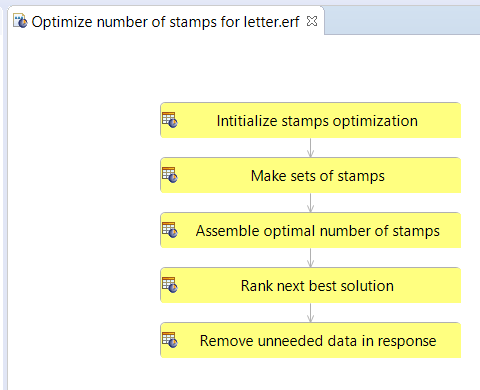 Optimize number of stamps for letter.erf
Intitialize stamps optimization
Make sets of stamps
Assemble optimal number of stamps
Rank next best solution
Remove unneeded data in response